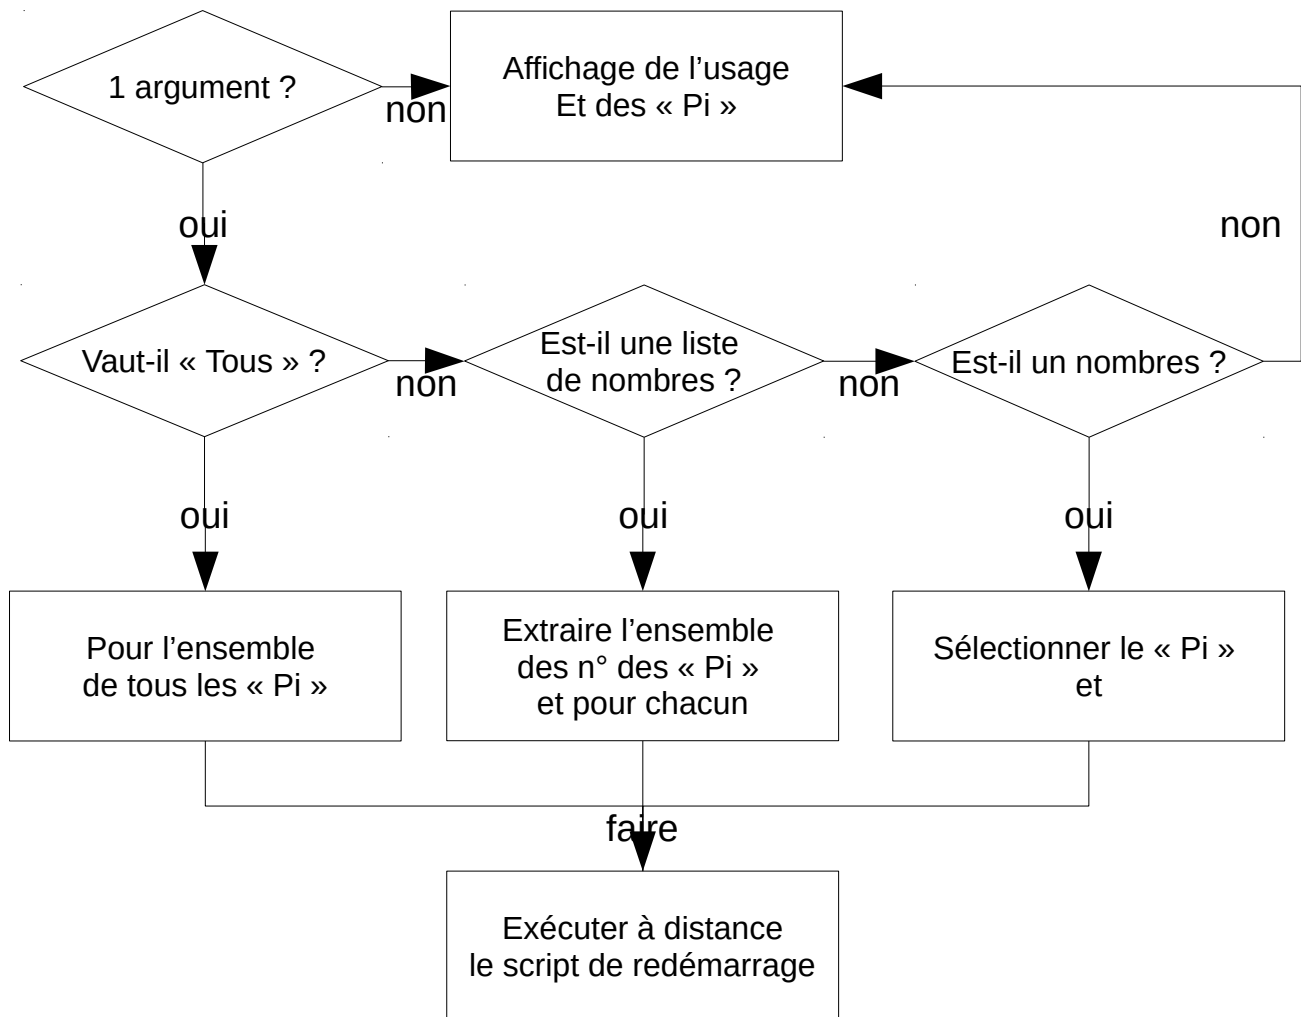 1 argument ?
non
Affichage de l’usage
Et des « Pi »
oui
non
Vaut-il « Tous » ?
non
Est-il une liste
de nombres ?
non
Est-il un nombres ?
oui
oui
oui
Pour l’ensemble
de tous les « Pi »
Extraire l’ensemble
des n° des « Pi »
et pour chacun
Sélectionner le « Pi »
et
faire
Exécuter à distance
le script de redémarrage